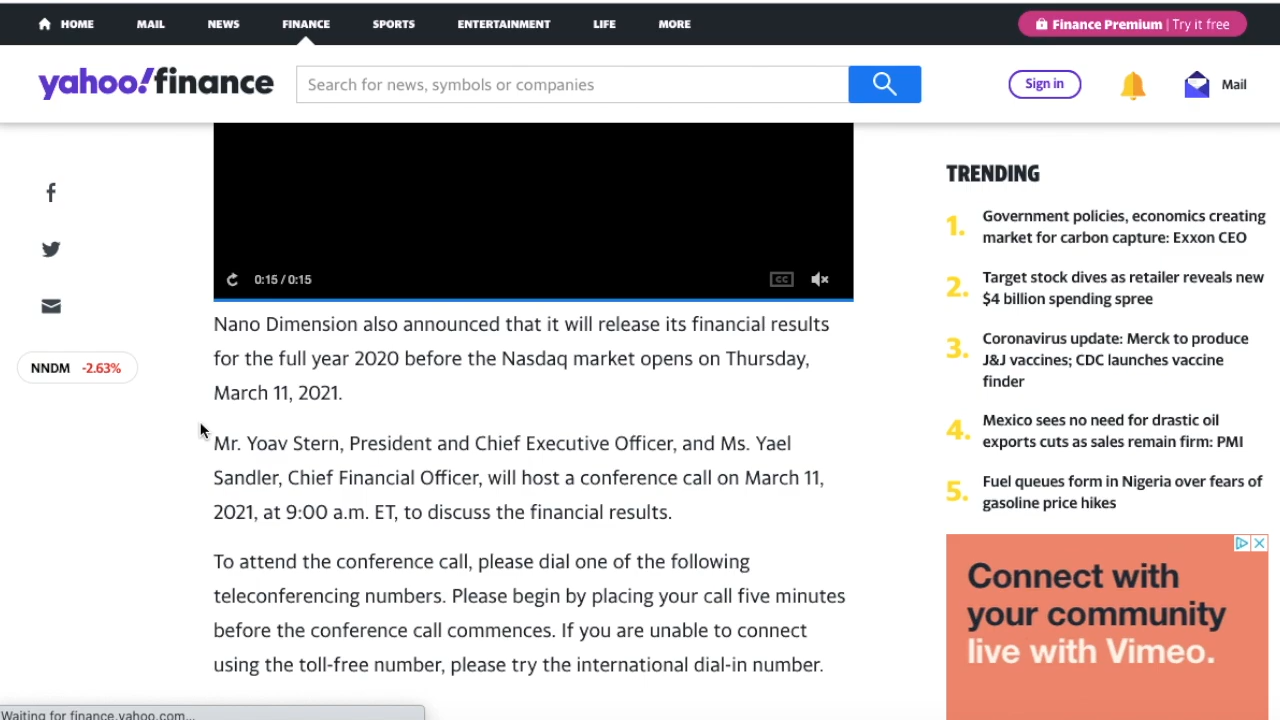 HOME MAIL NEWS FINANCE SPORTS ENTERTAINMENT LIFE MORE Finance Premium | Try it free
yahoo!finance Search for news, symbols or companies Sign in Mail
0:15 / 0:15 CC
NNDM -2.63%
Nano Dimension also announced that it will release its financial results
for the full year 2020 before the Nasdaq market opens on Thursday,
March 11, 2021.
Mr. Yoav Stern, President and Chief Executive Officer, and Ms. Yael
Sandler, Chief Financial Officer, will host a conference call on March 11,
2021, at 9:00 a.m. ET, to discuss the financial results.
To attend the conference call, please dial one of the following
teleconferencing numbers. Please begin by placing your call five minutes
before the conference call commences. If you are unable to connect
using the toll-free number, please try the international dial-in number.
TRENDING
1. Government policies, economics creating
market for carbon capture: Exxon CEO
2. Target stock dives as retailer reveals new
$4 billion spending spree
3. Coronavirus update: Merck to produce
J&J vaccines; CDC launches vaccine
finder
4. Mexico sees no need for drastic oil
exports cuts as sales remain firm: PMI
5. Fuel queues form in Nigeria over fears of
gasoline price hikes
Connect with
your community
live with Vimeo.
Waiting for finance.yahoo.com...